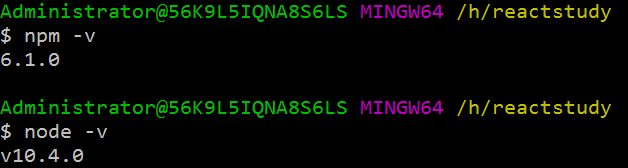 Administrator@56K9L5IQNA8S6LS MINGW64 /h/reactstudy
$ npm -v
6.1.0
Administrator@56K9L5IQNA8S6LS MINGW64 /h/reactstudy
$ node -v
v10.4.0